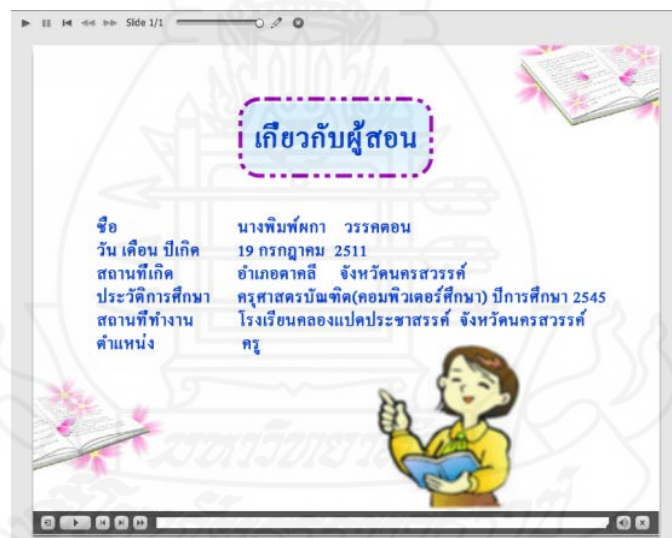 Slide 1/1
เกี่ยวกับผู้สอน
ชื่อ นางพิมพ์ผกา วรรคตอน
วัน เดือน ปีเกิด 19 กรกฎาคม 2511
สถานที่เกิด อำเภอตาคลี จังหวัดนครสวรรค์
ประวัติการศึกษา ครุศาสตรบัณฑิต(คอมพิวเตอร์ศึกษา) ปีการศึกษา 2545
สถานที่ทำงาน โรงเรียนคลองแปดประชาสรรค์ จังหวัดนครสวรรค์
ตำแหน่ง ครู